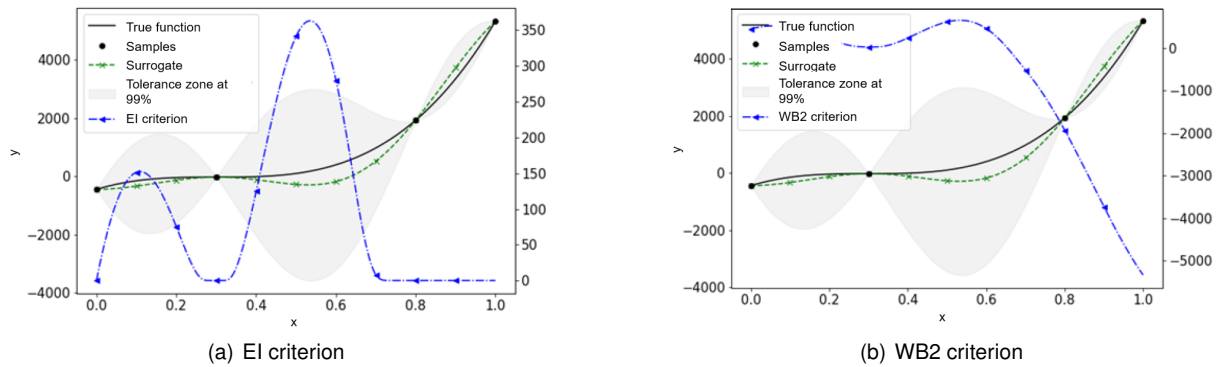 True function
Samples
Surrogate
Tolerance zone at
99%
EI criterion
4000
2000
0
−2000
−4000
y
350
300
250
200
150
100
50
0
0.0 0.2 0.4 0.6 0.8 1.0
x
(a) EI criterion
True function
Samples
Surrogate
Tolerance zone at
99%
WB2 criterion
4000
2000
0
−2000
−4000
y
0
−1000
−2000
−3000
−4000
−5000
0.0 0.2 0.4 0.6 0.8 1.0
x
(b) WB2 criterion